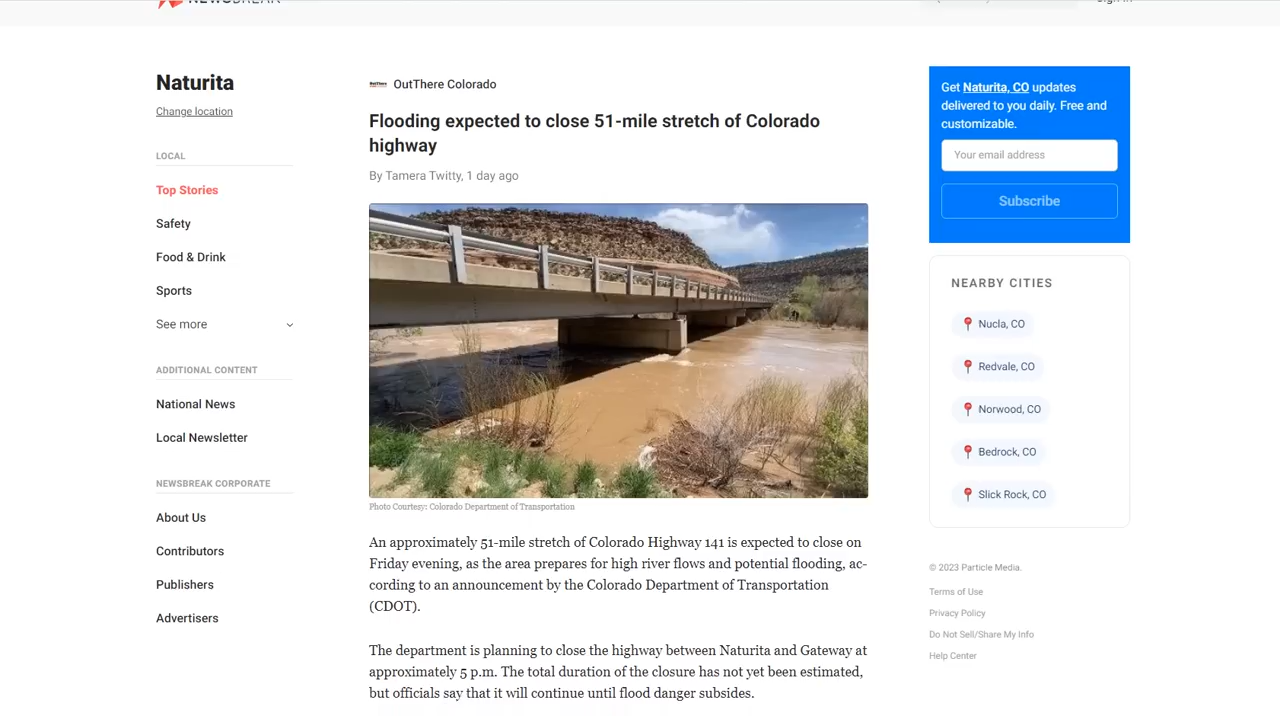 Naturita
Change location
LOCAL
Top Stories
Safety
Food & Drink
Sports
See more
ADDITIONAL CONTENT
National News
Local Newsletter
NEWSBREAK CORPORATE
About Us
Contributors
Publishers
Advertisers
OutThere Colorado
Flooding expected to close 51-mile stretch of Colorado
highway
By Tamera Twitty, 1 day ago
Photo Courtesy: Colorado Department of Transportation
An approximately 51-mile stretch of Colorado Highway 141 is expected to close on
Friday evening, as the area prepares for high river flows and potential flooding, ac-
cording to an announcement by the Colorado Department of Transportation
(CDOT).
The department is planning to close the highway between Naturita and Gateway at
approximately 5 p.m. The total duration of the closure has not yet been estimated,
but officials say that it will continue until flood danger subsides.
Get Naturita, CO updates
delivered to you daily. Free and
customizable.
Your email address
Subscribe
NEARBY CITIES
Nucla, CO
Redvale, CO
Norwood, CO
Bedrock, CO
Slick Rock, CO
© 2023 Particle Media.
Terms of Use
Privacy Policy
Do Not Sell/Share My Info
Help Center